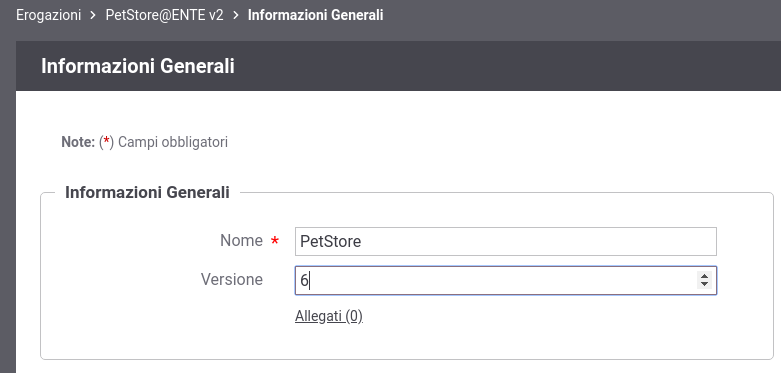 Erogazioni > PetStore@ENTE v2 > Informazioni Generali
Informazioni Generali
Note: (*) Campi obbligatori
Informazioni Generali
Nome * PetStore
Versione 6
Allegati (0)